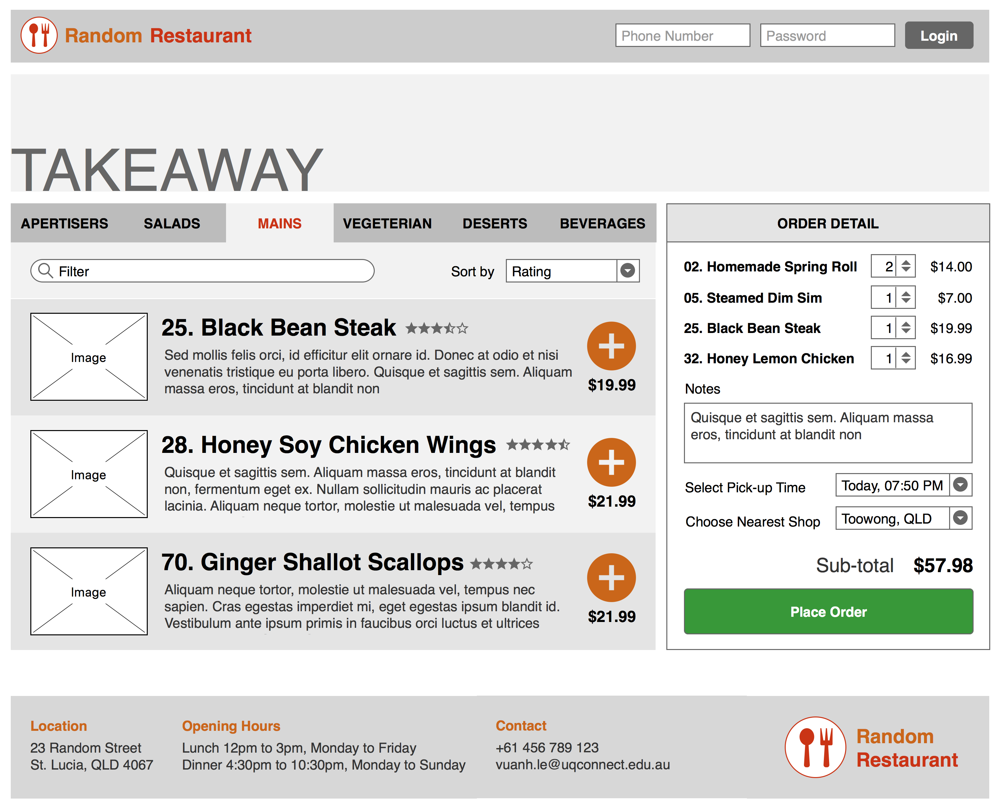 Random Restaurant
Phone Number
Password
Login
TAKEAWAY
APERTISERS
SALADS
MAINS
VEGETERIAN
DESERTS
BEVERAGES
Filter
Sort by
Rating
Image
25. Black Bean Steak
Sed mollis felis orci, id efficitur elit ornare id. Donec at odio et nisi
venenatis tristique eu porta libero. Quisque et sagittis sem. Aliquam
massa eros, tincidunt at blandit non
$19.99
Image
28. Honey Soy Chicken Wings
Quisque et sagittis sem. Aliquam massa eros, tincidunt at blandit
non, fermentum eget ex. Nullam sollicitudin mauris ac placerat
lacinia. Aliquam neque tortor, molestie ut malesuada vel, tempus
$21.99
Image
70. Ginger Shallot Scallops
Aliquam neque tortor, molestie ut malesuada vel, tempus nec
sapien. Cras egestas imperdiet mi, eget egestas ipsum blandit id.
Vestibulum ante ipsum primis in faucibus orci luctus et ultrices
$21.99
ORDER DETAIL
02. Homemade Spring Roll 2 $14.00
05. Steamed Dim Sim 1 $7.00
25. Black Bean Steak 1 $19.99
32. Honey Lemon Chicken 1 $16.99
Notes
Quisque et sagittis sem. Aliquam massa
eros, tincidunt at blandit non
Select Pick-up Time Today, 07:50 PM
Choose Nearest Shop Toowong, QLD
Sub-total $57.98
Place Order
Location
23 Random Street
St. Lucia, QLD 4067
Opening Hours
Lunch 12pm to 3pm, Monday to Friday
Dinner 4:30pm to 10:30pm, Monday to Sunday
Contact
+61 456 789 123
vuanh.le@uqconnect.edu.au
Random
Restaurant